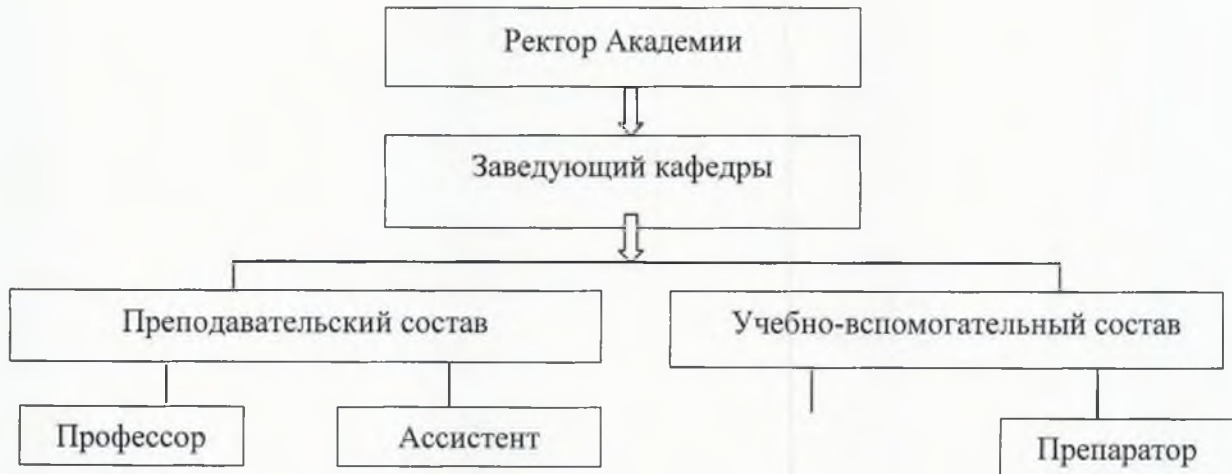 Ректор Академии
Заведующий кафедры
Преподавательский состав
Учебно-вспомогательный состав
Профессор
Ассистент
Препаратор